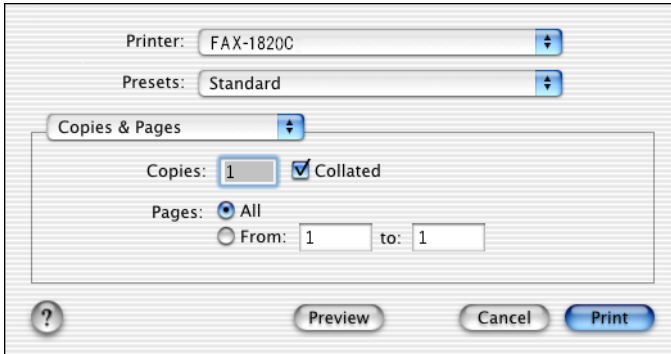 Printer: FAX-1820C
Presets: Standard
Copies & Pages
Copies: 1 Collated
Pages: All
From: 1 to: 1
? Preview Cancel Print